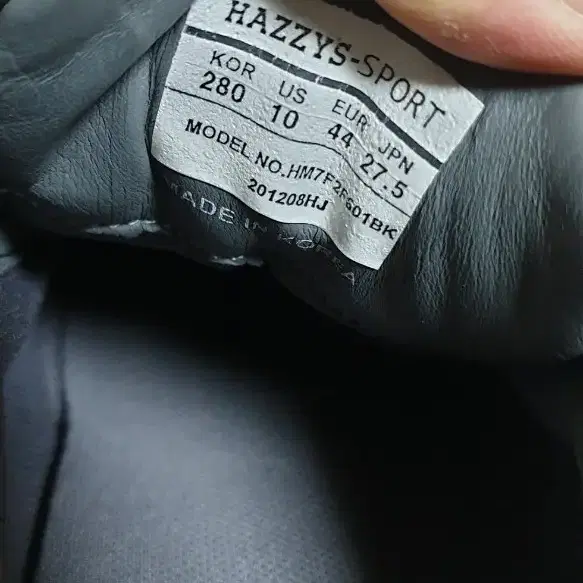 HAZZYS-SPORT
KOR US EUR JPN
280 10 44 27.5
MODEL NO.HM7F2F601BK
201208HJ
MADE IN KOREA